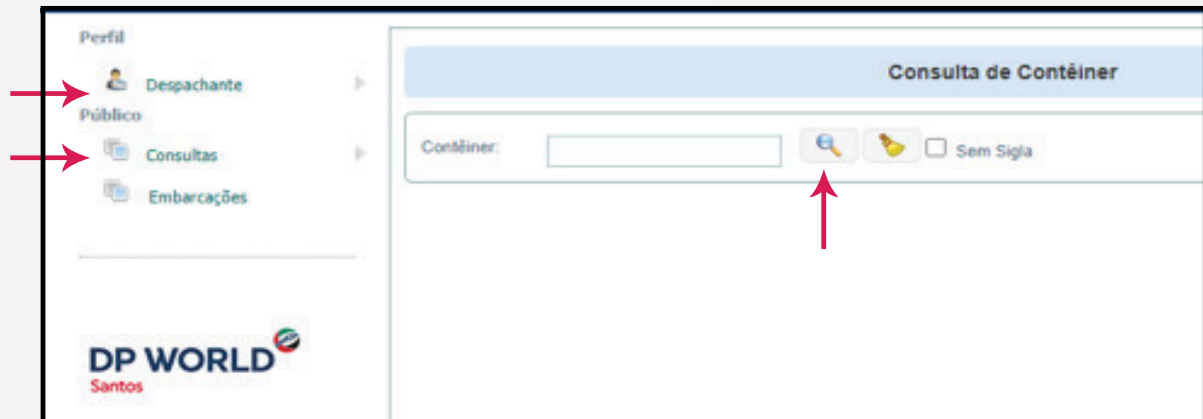 Perfil
Despachante
Público
Consultas
Embarcações
DP WORLD
Santos
Consulta de Contêiner
Contêiner:
Sem Sigla